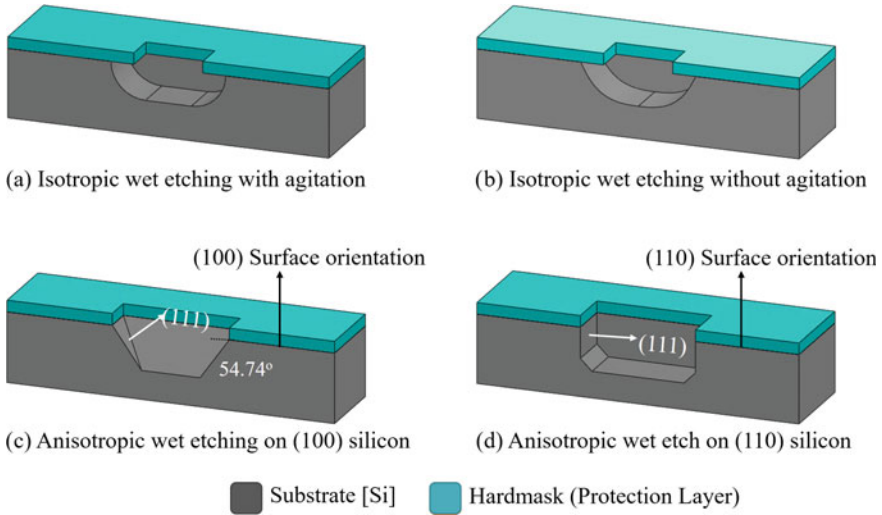 (a) Isotropic wet etching with agitation
(b) Isotropic wet etching without agitation
(100) Surface orientation
(111)
54.74°
(c) Anisotropic wet etching on (100) silicon
(110) Surface orientation
(111)
(d) Anisotropic wet etch on (110) silicon
Substrate [Si]
Hardmask (Protection Layer)